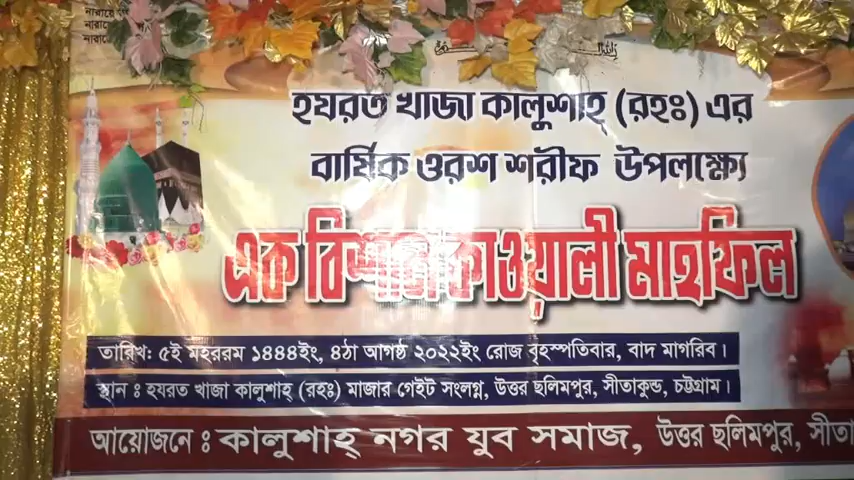 হযরত খাজা কালুশাহ্ (রহঃ) এর
বার্ষিক ওরশ শরীফ উপলক্ষ্যে
এক বিশাল কাওয়ালী মাহফিল
তারিখ: ৫ই মহররম ১৪৪৪ইং, ৪ঠা আগষ্ট ২০২২ইং রোজ বৃহস্পতিবার, বাদ মাগরিব।
স্থান : হযরত খাজা কালুশাহ্ (রহঃ) মাজার গেইট সংলগ্ন, উত্তর ছলিমপুর, সীতাকুন্ড, চট্টগ্রাম।
আয়োজনে : কালুশাহ্ নগর যুব সমাজ, উত্তর ছলিমপুর,